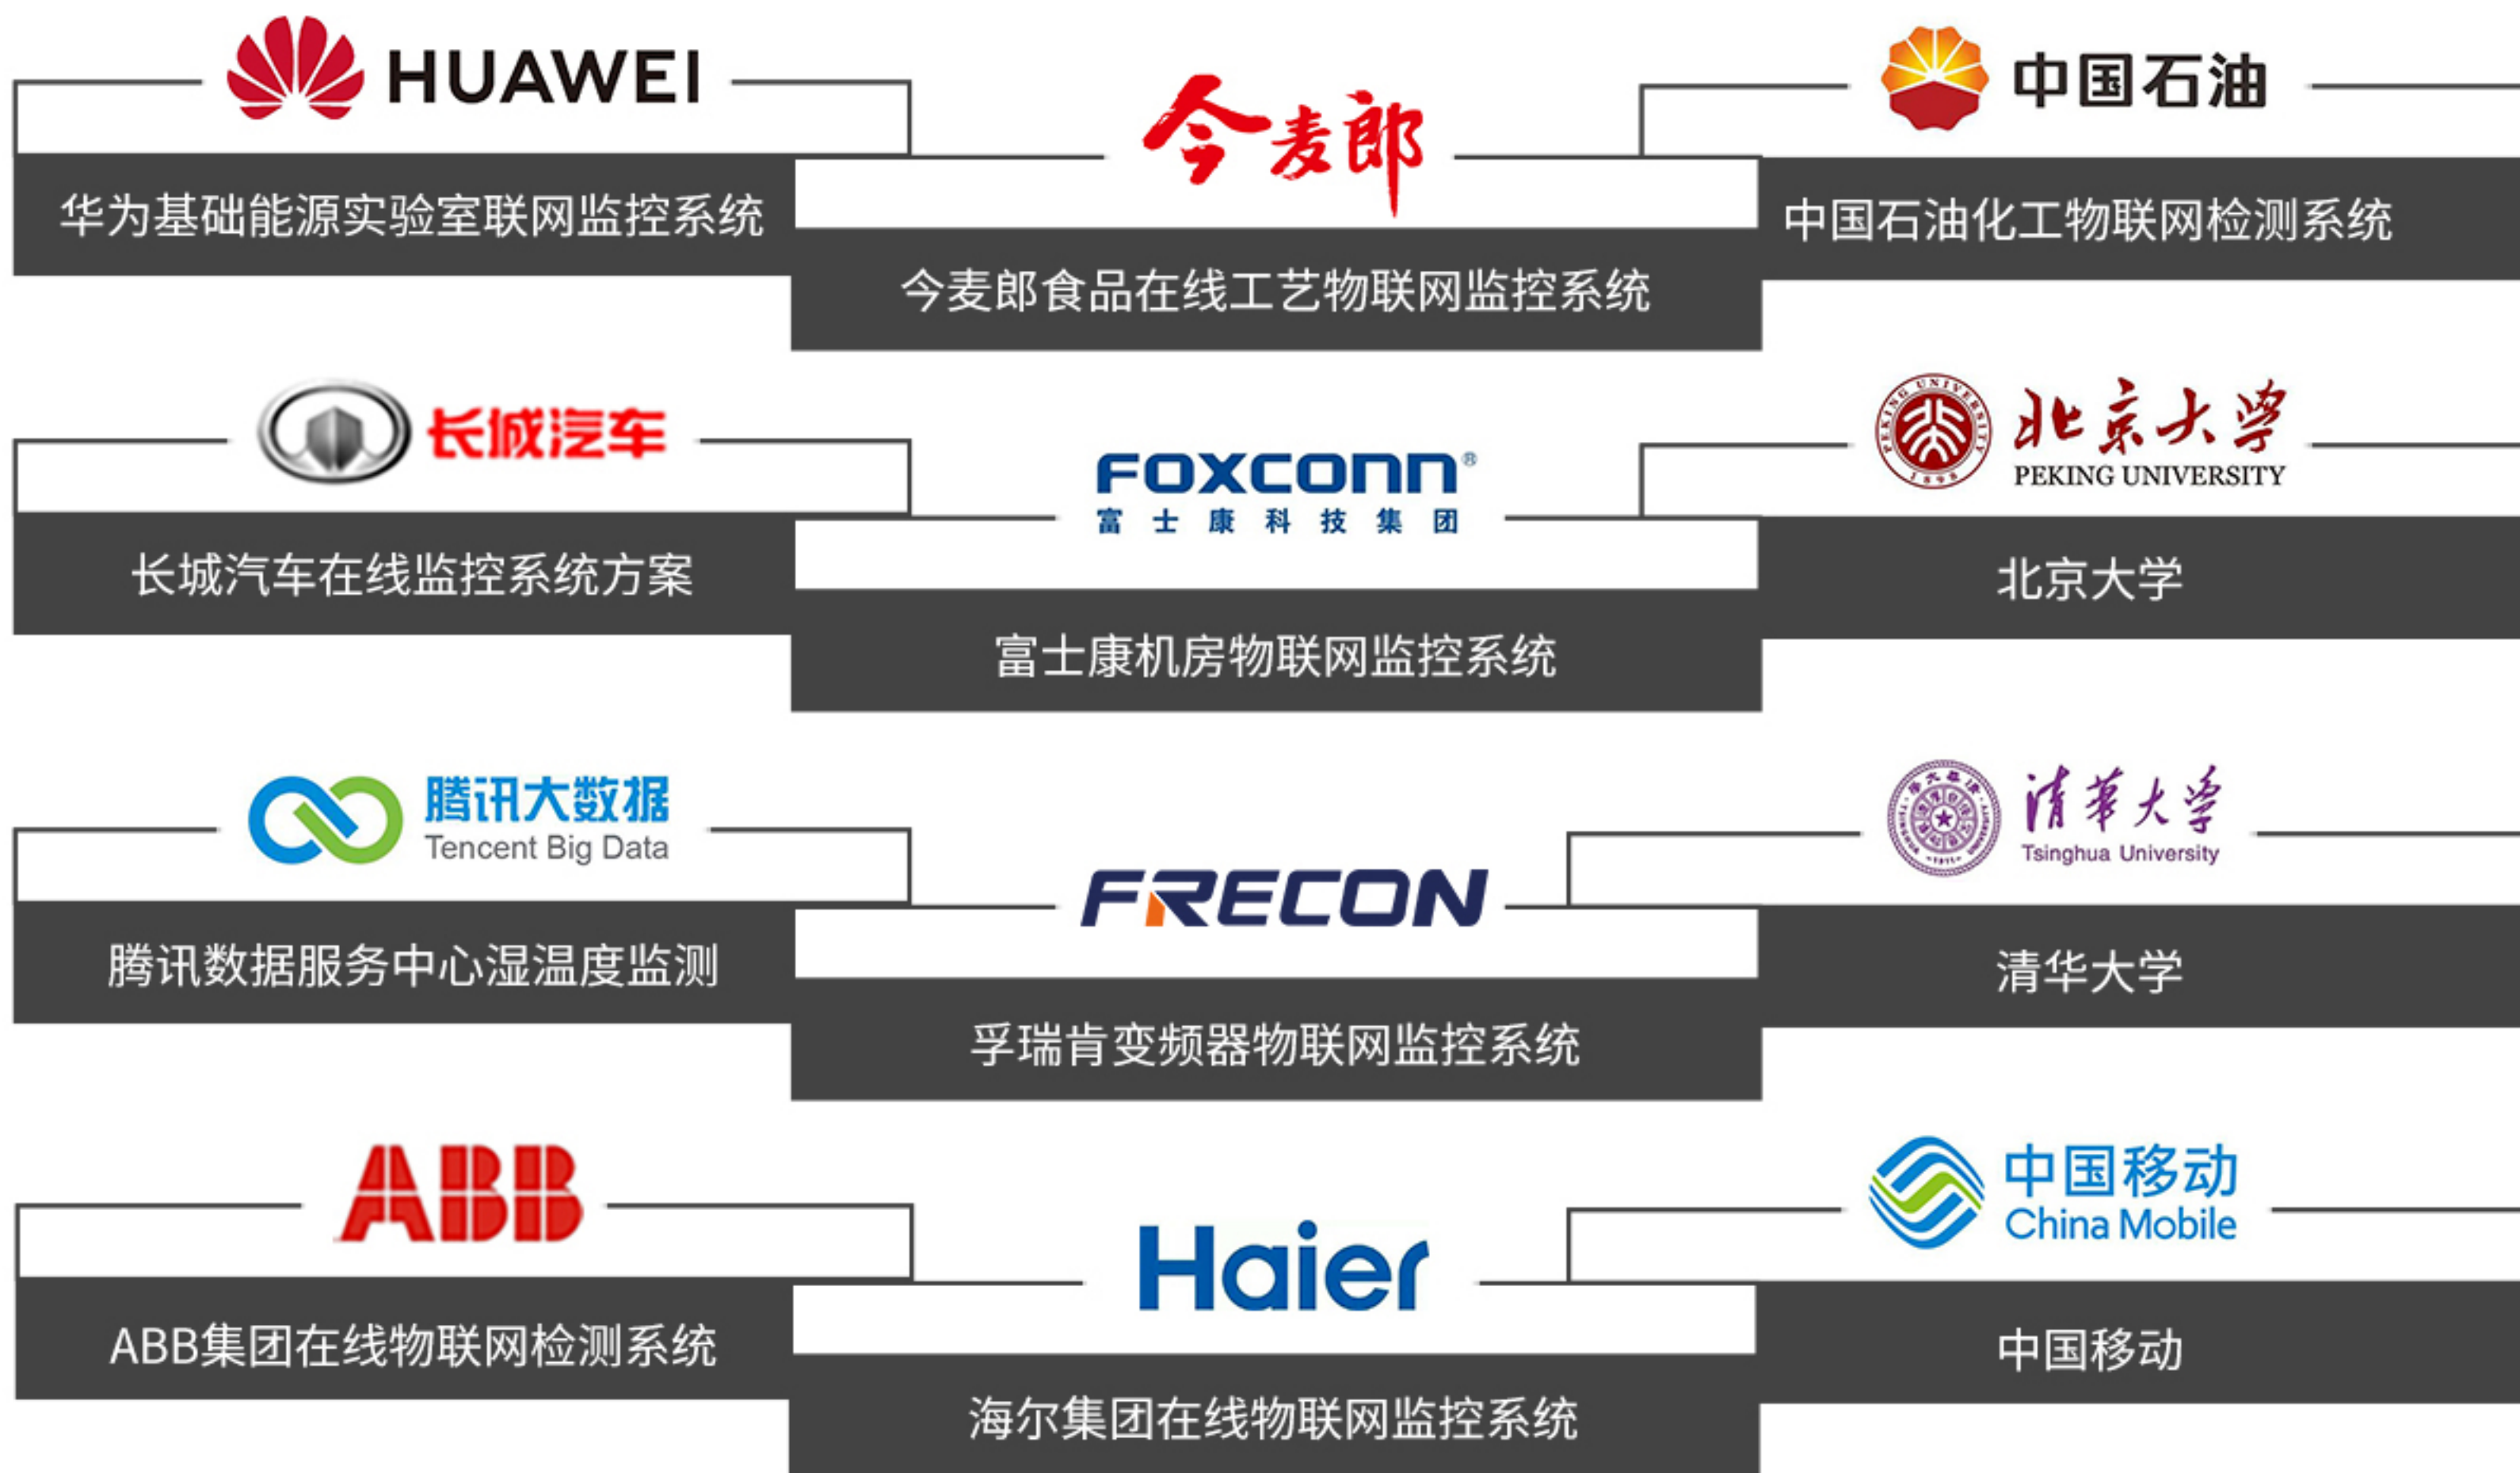 HUAWEI
华为基础能源实验室联网监控系统
今麦郎
今麦郎食品在线工艺物联网监控系统
中国石油
中国石油化工物联网检测系统
长城汽车
长城汽车在线监控系统方案
FOXCONN®
富士康科技集团
富士康机房物联网监控系统
PEKING UNIVERSITY
1898
北京大学
PEKING UNIVERSITY
北京大学
腾讯大数据
Tencent Big Data
腾讯数据服务中心湿温度监测
FRECON
孚瑞肯变频器物联网监控系统
清華大学
Tsinghua University
清华大学
ABB
ABB集团在线物联网检测系统
Haier
海尔集团在线物联网监控系统
中国移动
China Mobile
中国移动